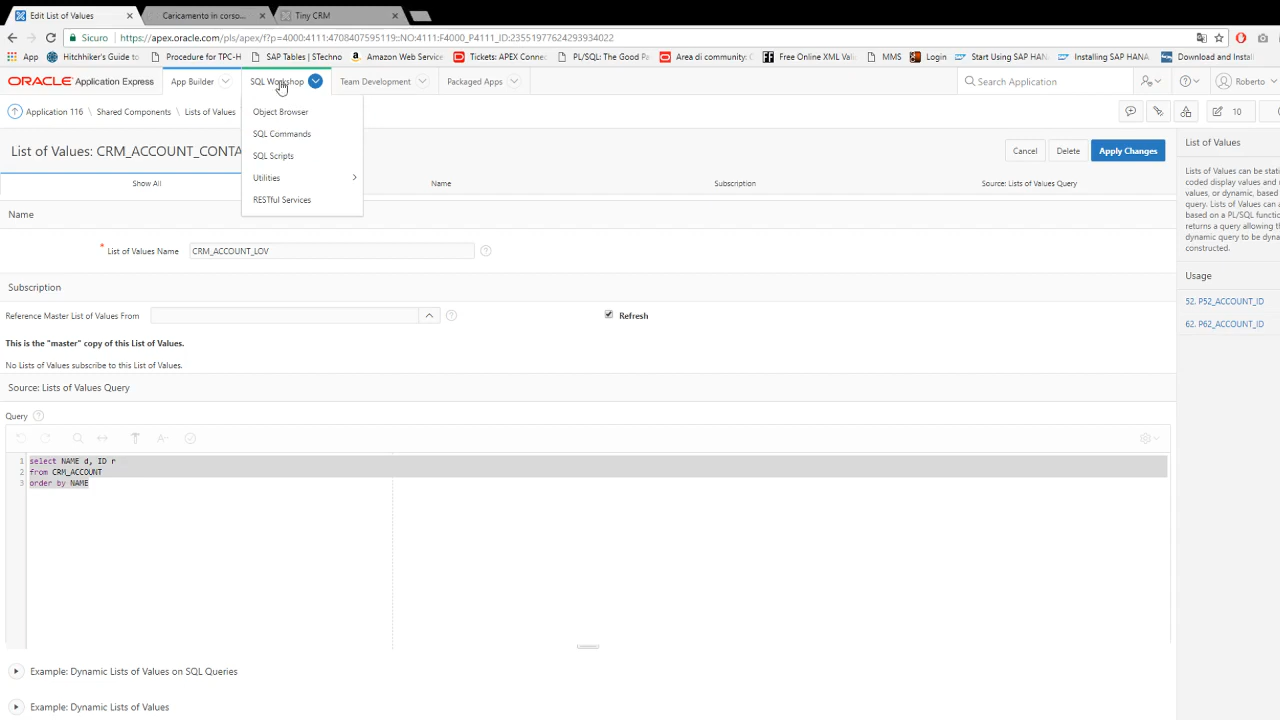 Edit List of Values
Caricamento in corso...
Tiny CRM
Sicuro
https://apex.oracle.com/pls/apex/f?p=4000:4111:4708407595119::NO:4111:F4000_P4111_ID:23551977624293934022
App
Hitchhiker's Guide to
Procedure for TPC-H
SAP Tables | STechno
Amazon Web Service
Tickets: APEX Connec
PL/SQL: The Good Pa
Area di community:
Free Online XML Valid
MMS
Login
Start Using SAP HANA
Installing SAP HANA
Download and Install
ORACLE Application Express
App Builder
SQL Workshop
Team Development
Packaged Apps
Search Application
Roberto
Application 116 \ Shared Components \ Lists of Values
10
Object Browser
SQL Commands
SQL Scripts
Utilities
RESTful Services
List of Values: CRM_ACCOUNT_CONTA
Cancel
Delete
Apply Changes
Show All
Name
Subscription
Source: Lists of Values Query
Name
* List of Values Name
CRM_ACCOUNT_LOV
Subscription
Reference Master List of Values From
Refresh
This is the "master" copy of this List of Values.
No Lists of Values subscribe to this List of Values.
Source: Lists of Values Query
Query
1 select NAME d, ID r
2 from CRM_ACCOUNT
3 order by NAME
Example: Dynamic Lists of Values on SQL Queries
Example: Dynamic Lists of Values
List of Values
List of Values can be stati
coded display values and r
values, or dynamic, based
query. Lists of Values can a
based on a PL/SQL functio
returns a query allowing th
dynamic query to be dyna
constructed.
Usage
52. P52_ACCOUNT_ID
62. P62_ACCOUNT_ID